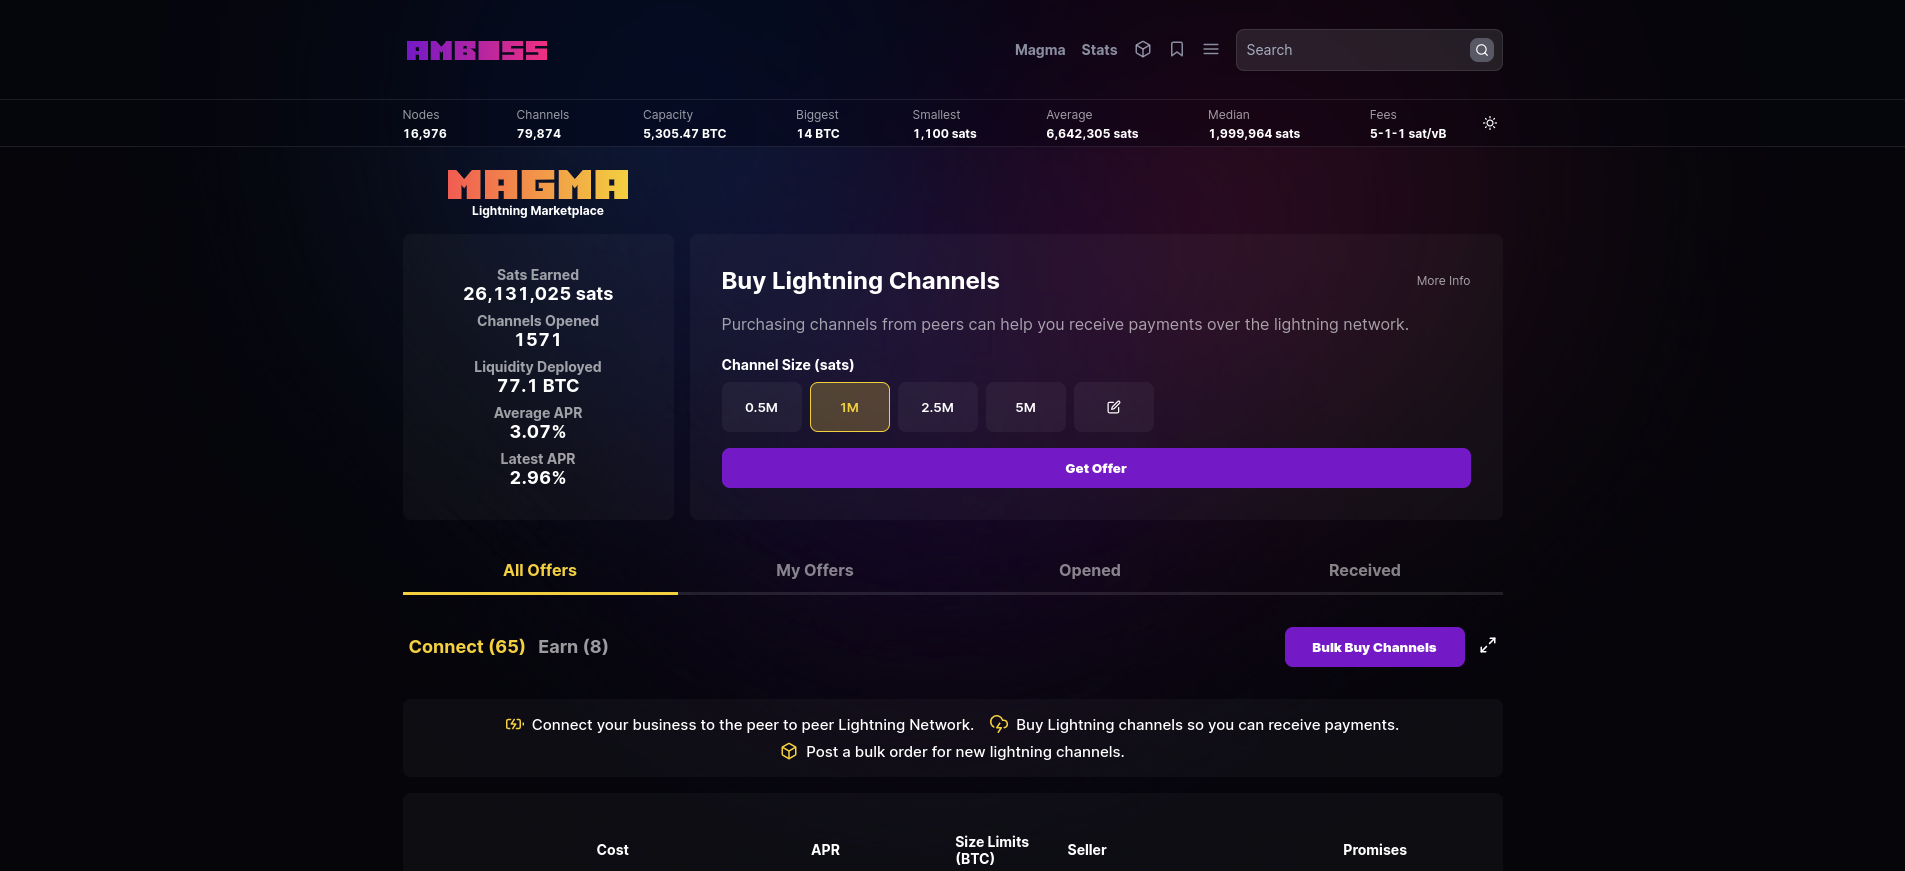 AMBOSS
Magma Stats Search
Nodes Channels Capacity Biggest Smallest Average Median Fees
16,976 79,874 5,305.47 BTC 14 BTC 1,100 sats 6,642,305 sats 1,999,964 sats 5-1-1 sat/vB
MAGMA
Lightning Marketplace
Sats Earned
26,131,025 sats
Channels Opened
1571
Liquidity Deployed
77.1 BTC
Average APR
3.07%
Latest APR
2.96%
Buy Lightning Channels More Info
Purchasing channels from peers can help you receive payments over the lightning network.
Channel Size (sats)
0.5M 1M 2.5M 5M
Get Offer
All Offers My Offers Opened Received
Connect (65) Earn (8) Bulk Buy Channels
Connect your business to the peer to peer Lightning Network. Buy Lightning channels so you can receive payments.
Post a bulk order for new lightning channels.
Cost APR Size Limits (BTC) Seller Promises